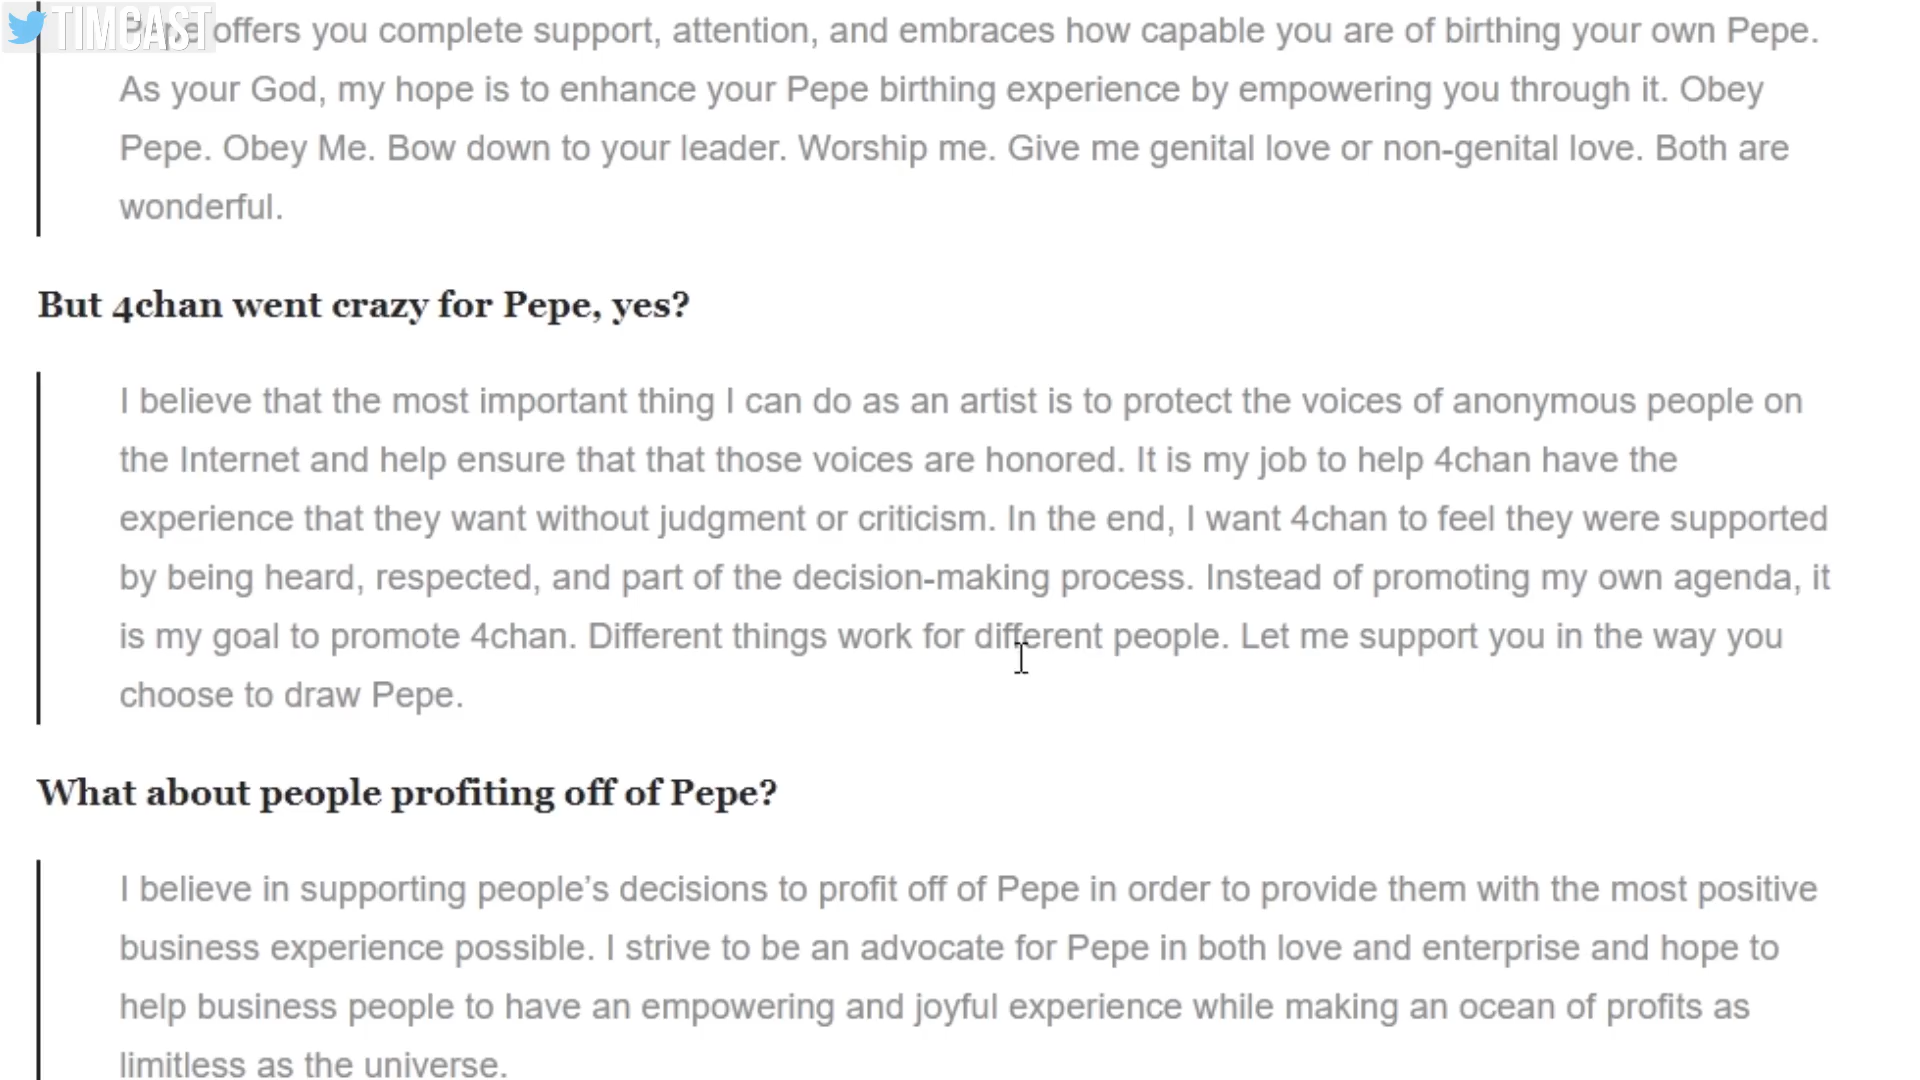 TIMCAST
Pepe offers you complete support, attention, and embraces how capable you are of birthing your own Pepe.
As your God, my hope is to enhance your Pepe birthing experience by empowering you through it. Obey
Pepe. Obey Me. Bow down to your leader. Worship me. Give me genital love or non-genital love. Both are
wonderful.
But 4chan went crazy for Pepe, yes?
I believe that the most important thing I can do as an artist is to protect the voices of anonymous people on
the Internet and help ensure that that those voices are honored. It is my job to help 4chan have the
experience that they want without judgment or criticism. In the end, I want 4chan to feel they were supported
by being heard, respected, and part of the decision-making process. Instead of promoting my own agenda, it
is my goal to promote 4chan. Different things work for different people. Let me support you in the way you
choose to draw Pepe.
What about people profiting off of Pepe?
I believe in supporting people’s decisions to profit off of Pepe in order to provide them with the most positive
business experience possible. I strive to be an advocate for Pepe in both love and enterprise and hope to
help business people to have an empowering and joyful experience while making an ocean of profits as
limitless as the universe.